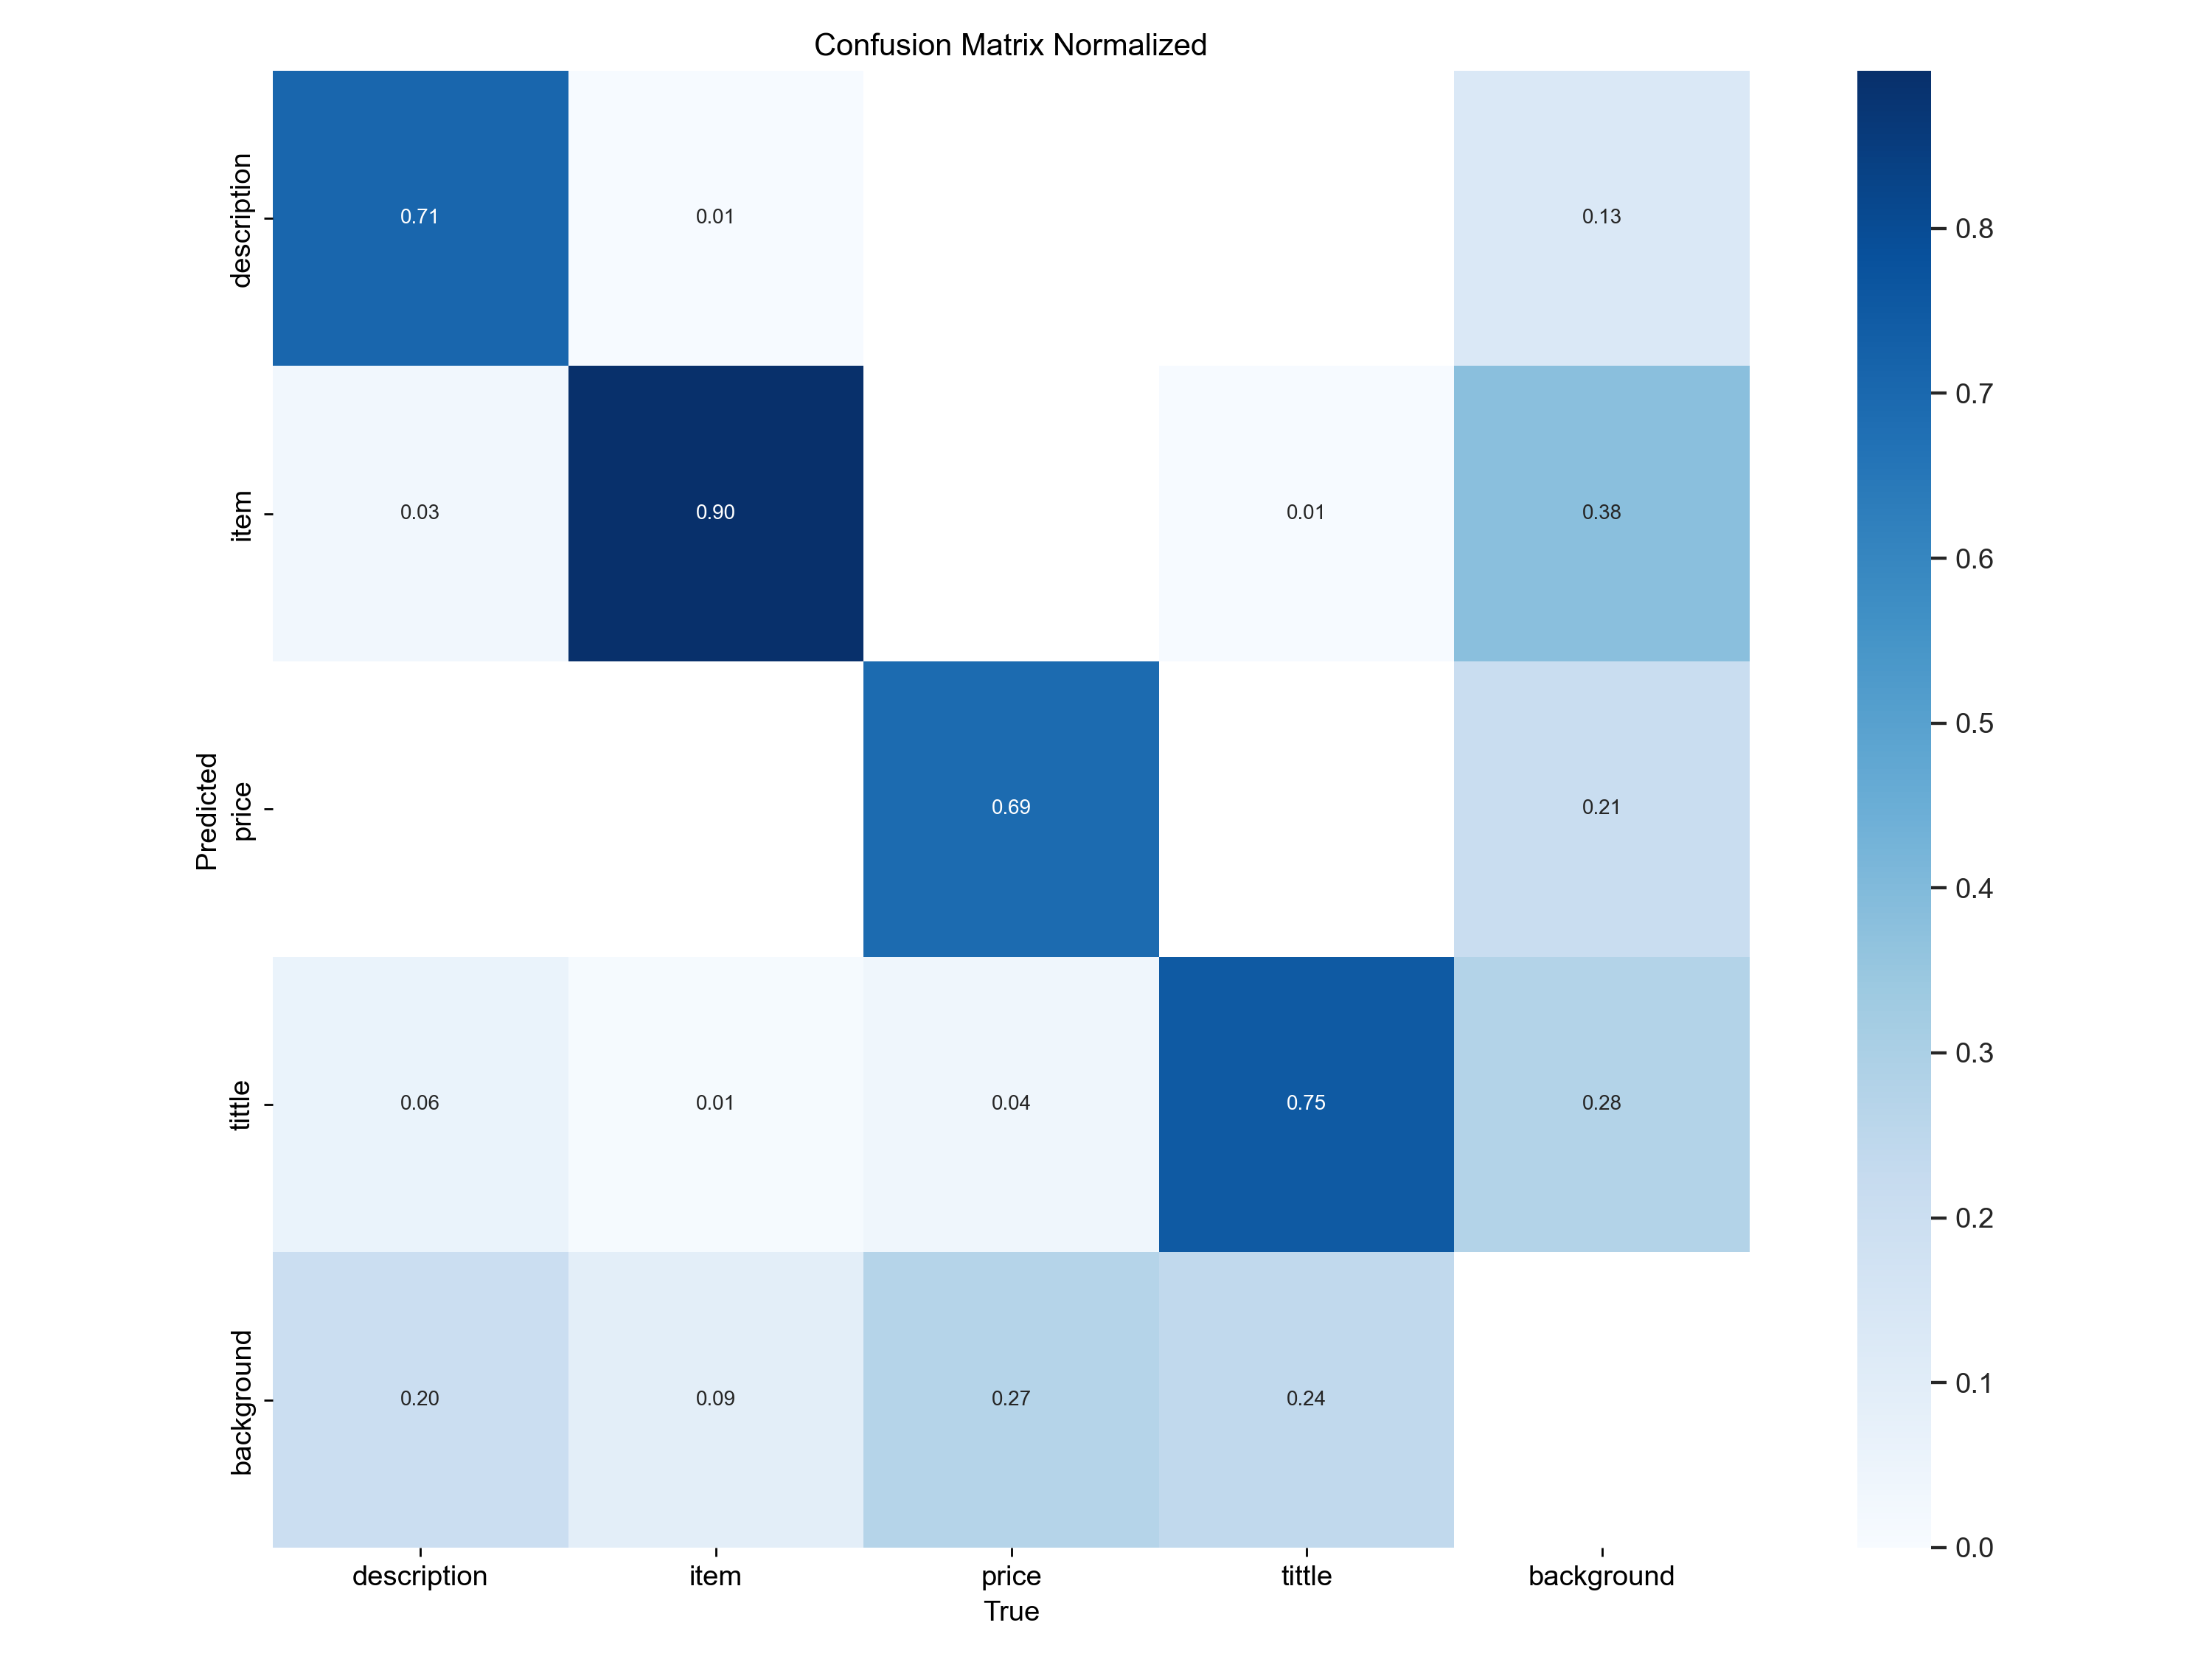 Confusion Matrix Normalized
description
0.71
0.01
0.13
item
0.03
0.90
0.01
0.38
Predicted
price
0.69
0.21
tittle
0.06
0.01
0.04
0.75
0.28
background
0.20
0.09
0.27
0.24
description
item
price
tittle
background
True
0.8
0.7
0.6
0.5
0.4
0.3
0.2
0.1
0.0